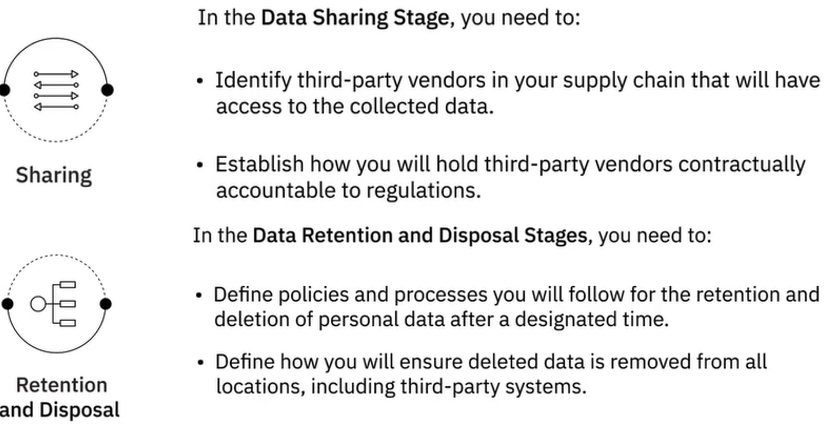 In the Data Sharing Stage, you need to:
• Identify third-party vendors in your supply chain that will have
access to the collected data.
Sharing
• Establish how you will hold third-party vendors contractually
accountable to regulations.
In the Data Retention and Disposal Stages, you need to:
• Define policies and processes you will follow for the retention and
deletion of personal data after a designated time.
• Define how you will ensure deleted data is removed from all
locations, including third-party systems.
Retention
and Disposal